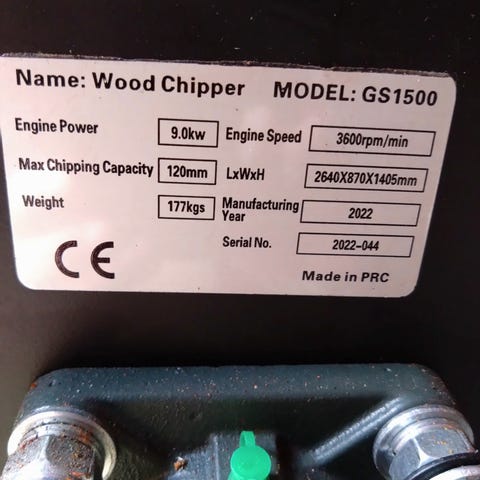 Name: Wood Chipper MODEL: GS1500
Engine Power 9.0kw Engine Speed 3600rpm/min
Max Chipping Capacity 120mm LxWxH 2640X870X1405mm
Weight 177kgs Manufacturing Year 2022
Serial No. 2022-044
CE Made in PRC